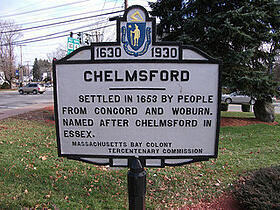 1630 1930
CHELMSFORD
SETTLED IN 1653 BY PEOPLE
FROM CONCORD AND WOBURN.
NAMED AFTER CHELMSFORD IN
ESSEX.
MASSACHUSETTS BAY COLONY
TERCENTENARY COMMISSION